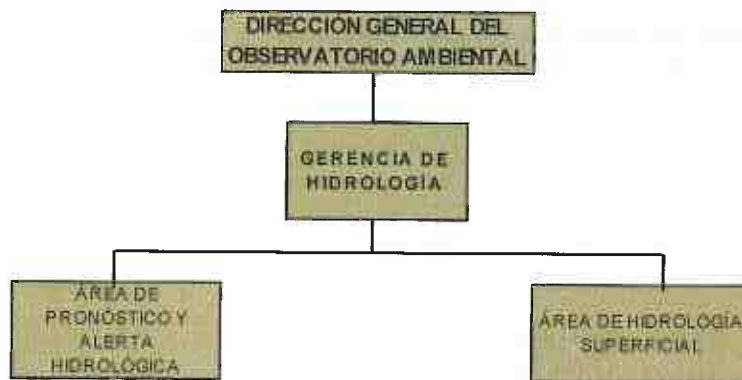 DIRECCIÓN GENERAL DEL
OBSERVATORIO AMBIENTAL
GERENCIA DE
HIDROLOGÍA
ÁREA DE
PRONÓSTICO Y
ALERTA
HIDROLÓGICA
ÁREA DE HIDROLOGÍA
SUPERFICIAL